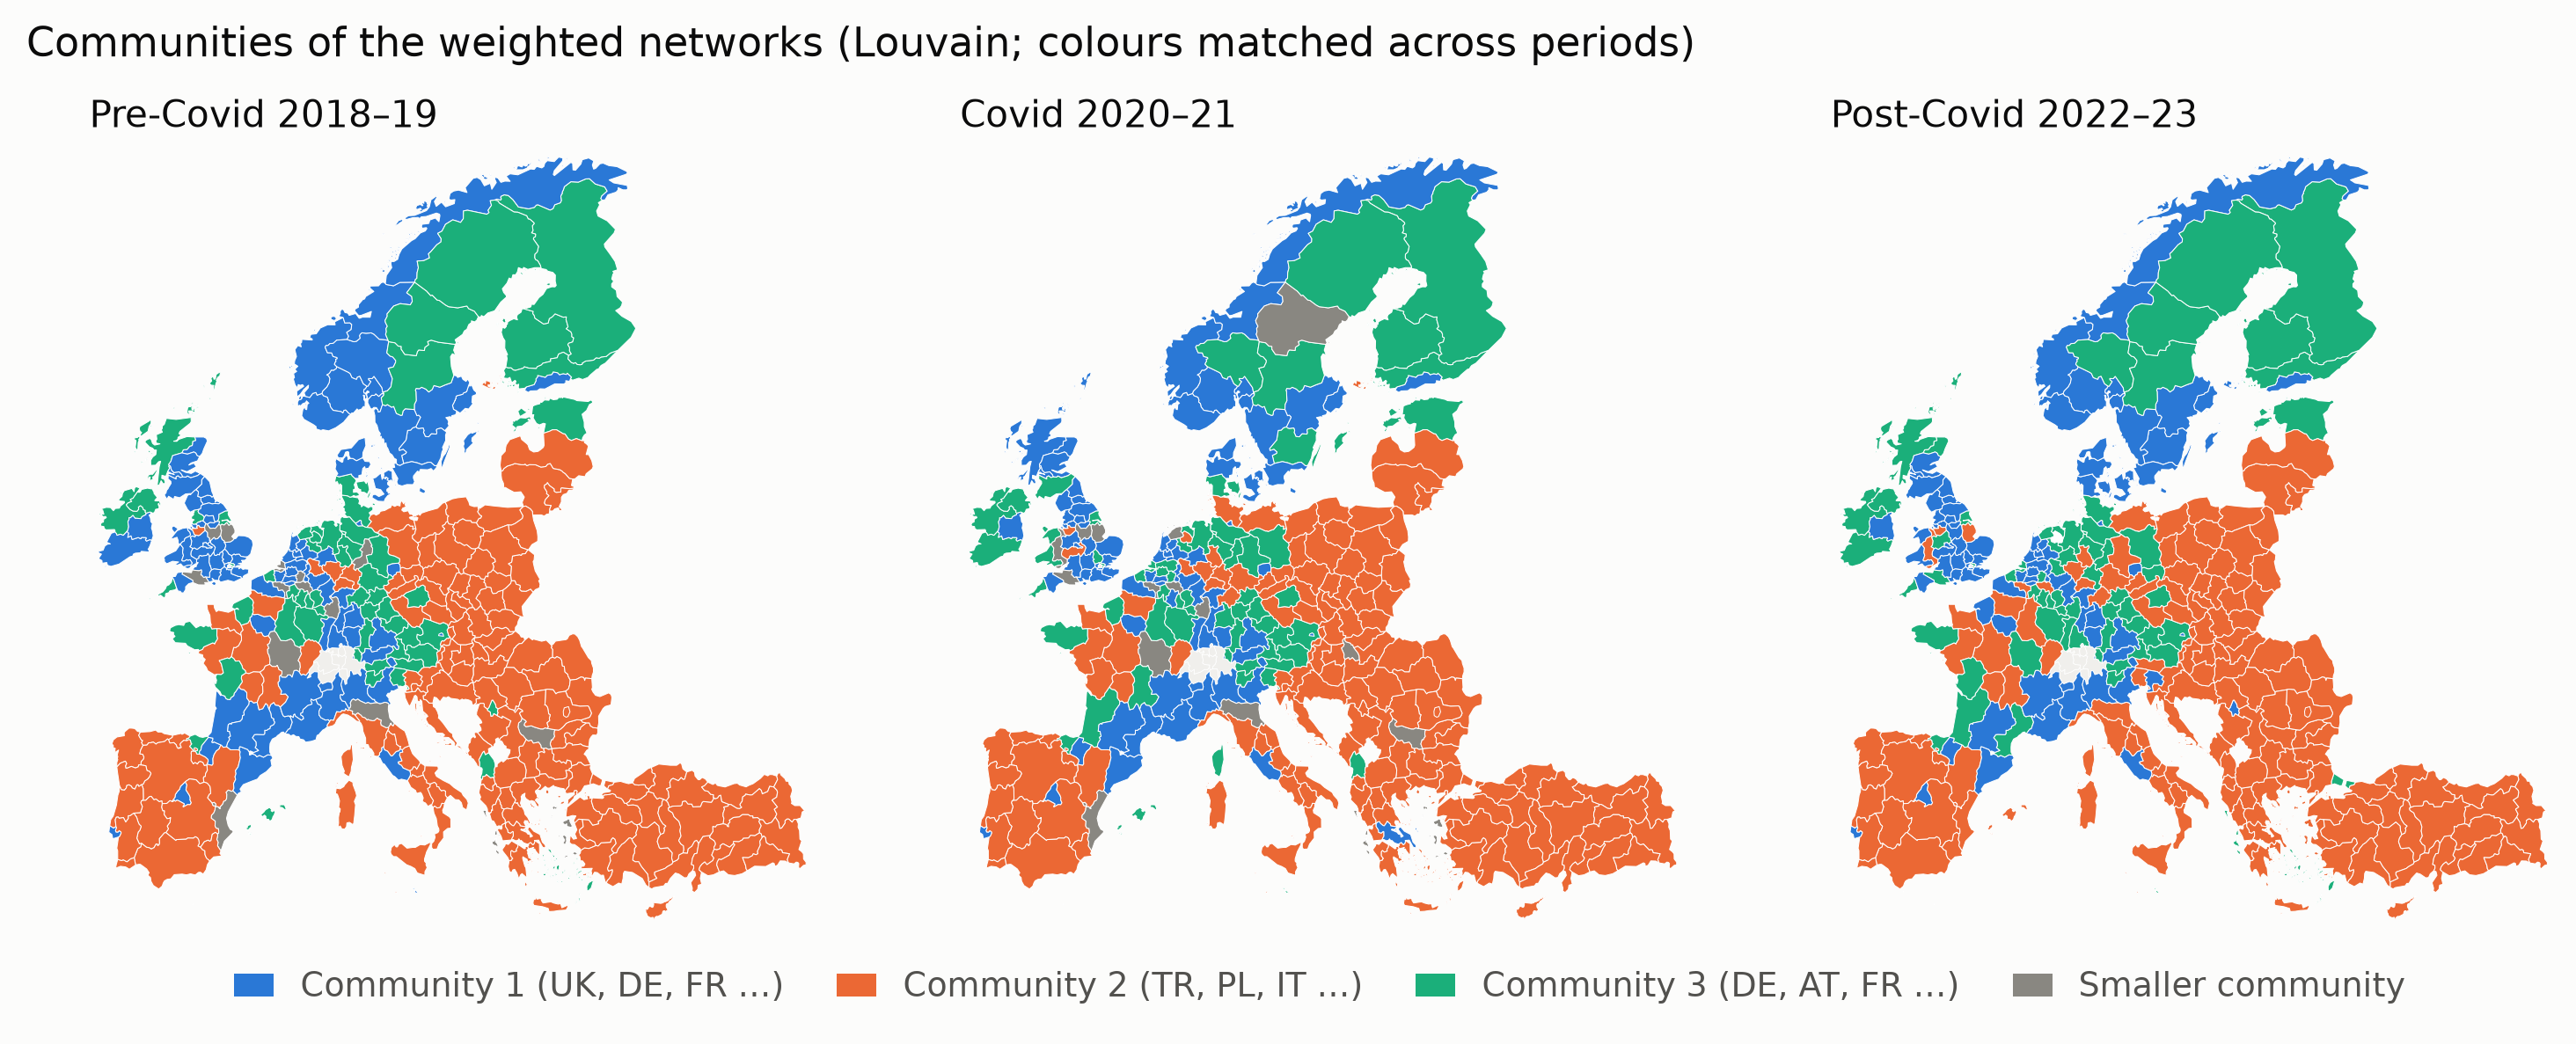 Communities of the weighted networks (Louvain; colours matched across periods)
Pre-Covid 2018–19
Covid 2020–21
Post-Covid 2022–23
Community 1 (UK, DE, FR ...)
Community 2 (TR, PL, IT ...)
Community 3 (DE, AT, FR ...)
Smaller community